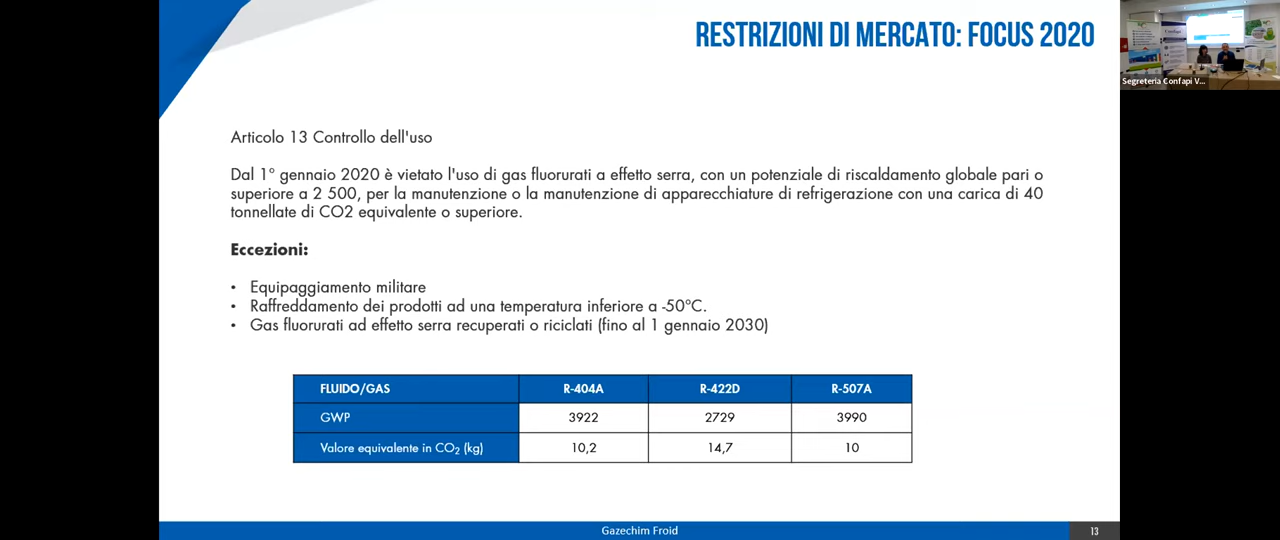 RESTRIZIONI DI MERCATO: FOCUS 2020
Segreteria Confapi V...
Articolo 13 Controllo dell'uso
Dal 1° gennaio 2020 è vietato l'uso di gas fluorurati a effetto serra, con un potenziale di riscaldamento globale pari o
superiore a 2 500, per la manutenzione o la manutenzione di apparecchiature di refrigerazione con una carica di 40
tonnellate di CO2 equivalente o superiore.
Eccezioni:
• Equipaggiamento militare
• Raffreddamento dei prodotti ad una temperatura inferiore a -50°C.
• Gas fluorurati ad effetto serra recuperati o riciclati (fino al 1 gennaio 2030)
FLUIDO/GAS R-404A R-422D R-507A
GWP 3922 2729 3990
Valore equivalente in CO₂ (kg) 10,2 14,7 10
Gazechim Froid
13